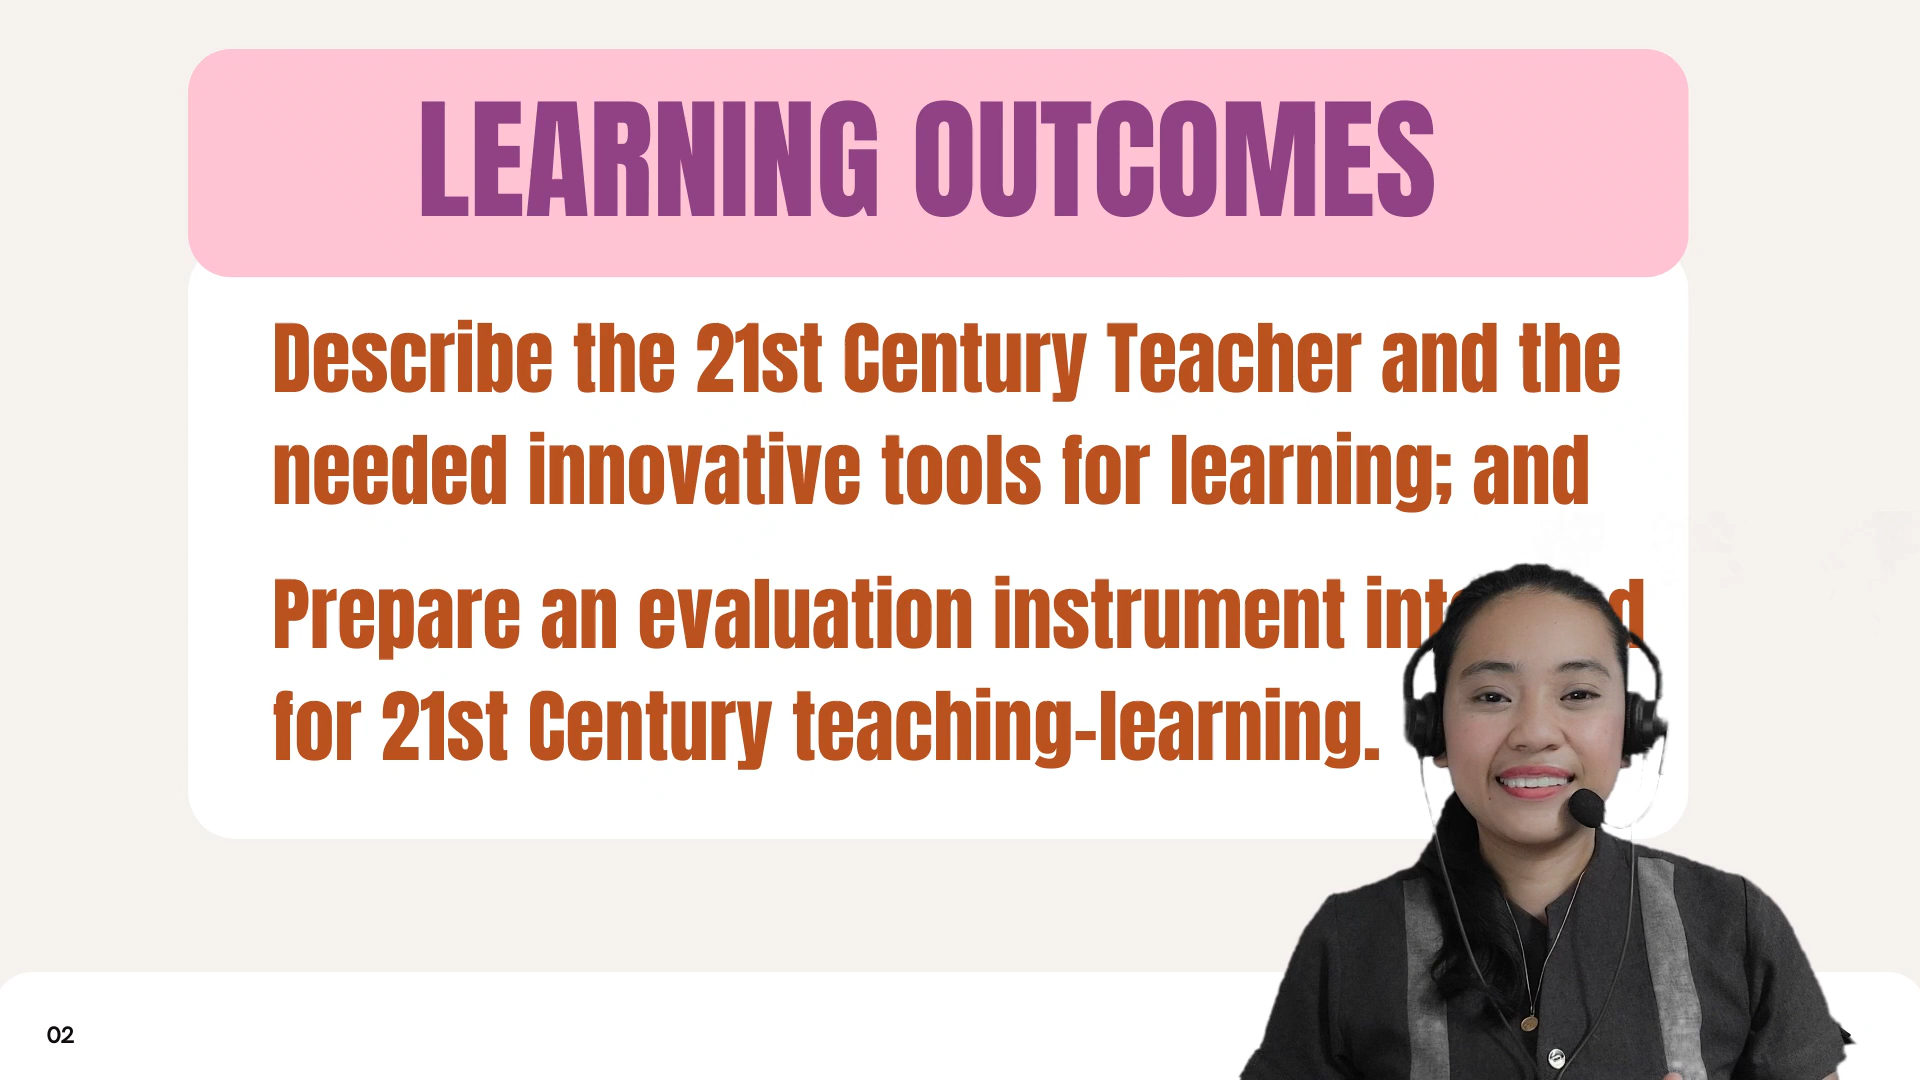 LEARNING OUTCOMES
Describe the 21st Century Teacher and the
needed innovative tools for learning; and
Prepare an evaluation instrument
for 21st Century teaching-learning.
02